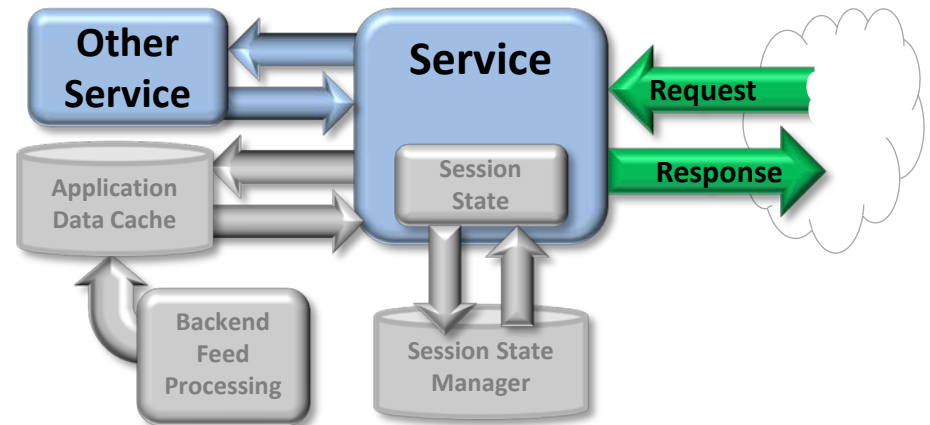 Other
Service
Service
Request
Response
Session
State
Application
Data Cache
Backend
Feed
Processing
Session State
Manager